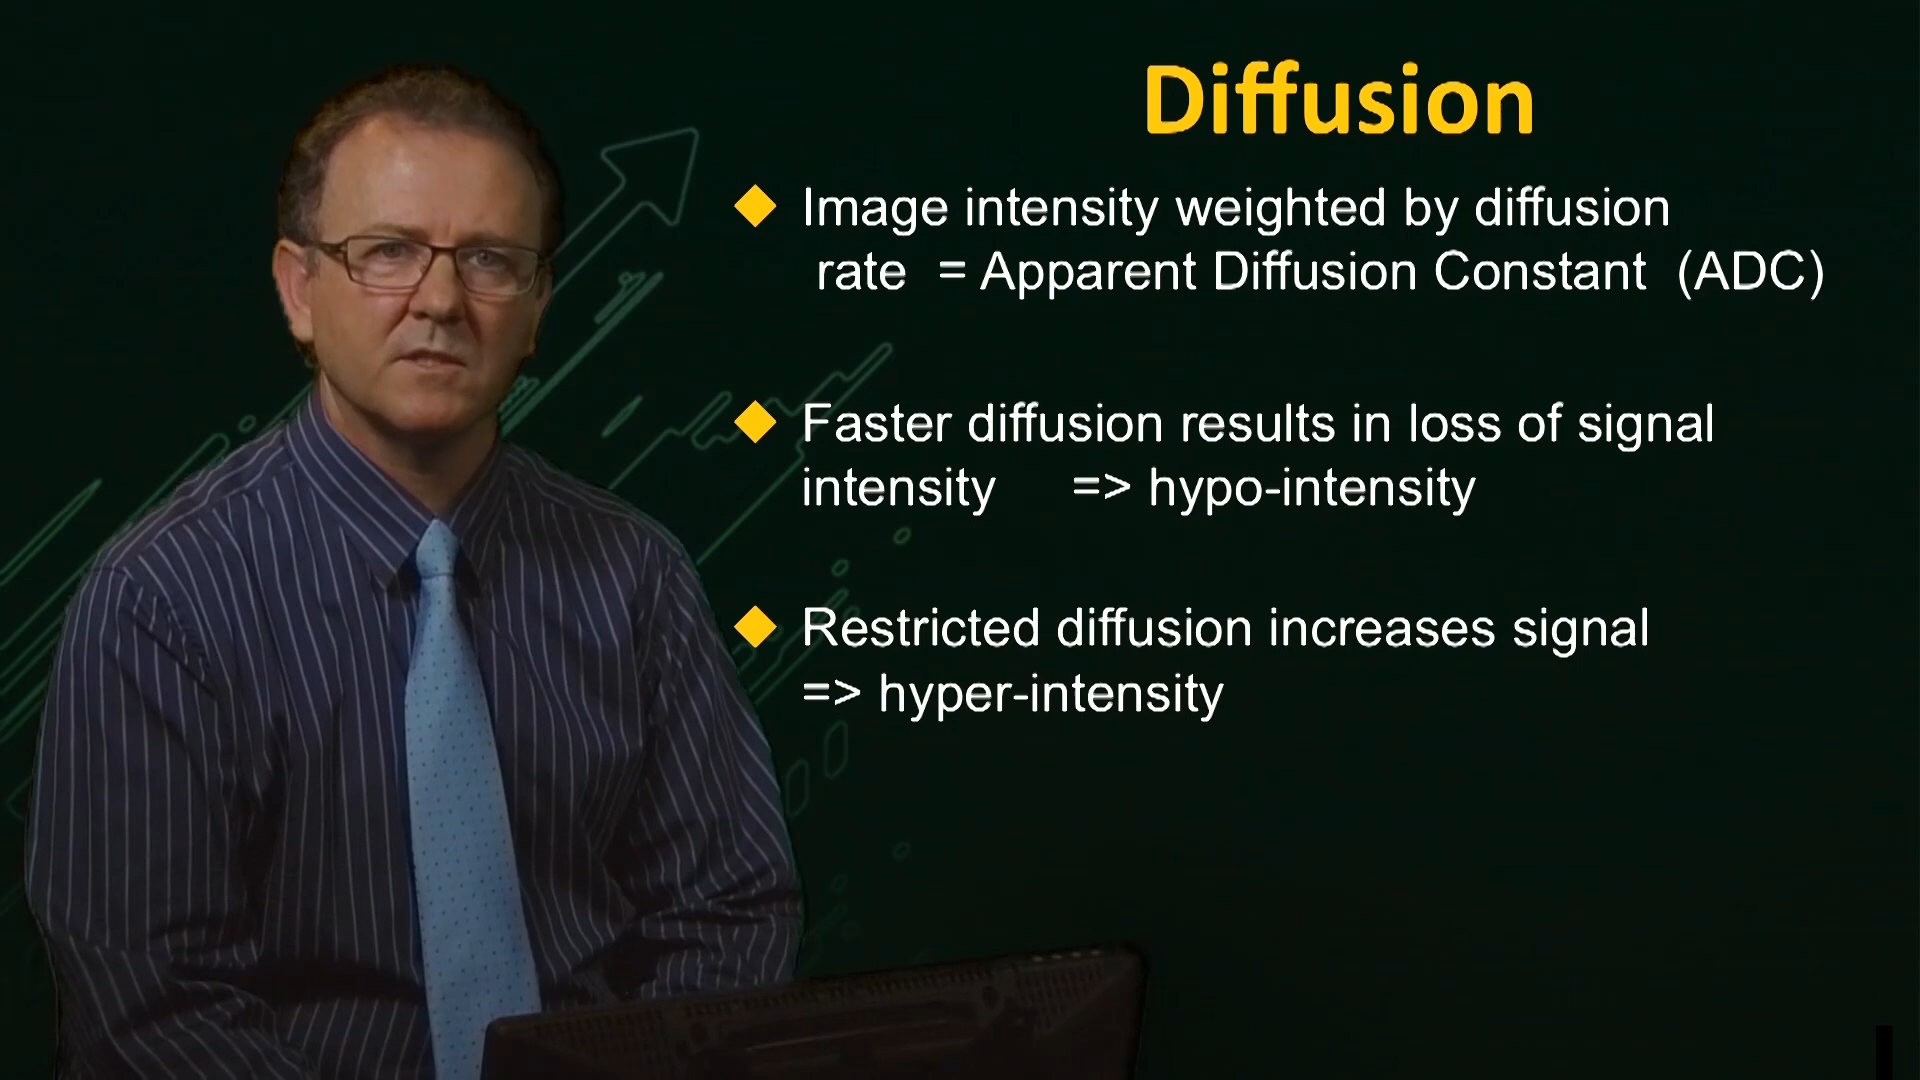 Diffusion
Image intensity weighted by diffusion
rate = Apparent Diffusion Constant (ADC)
Faster diffusion results in loss of signal
intensity => hypo-intensity
Restricted diffusion increases signal
=> hyper-intensity